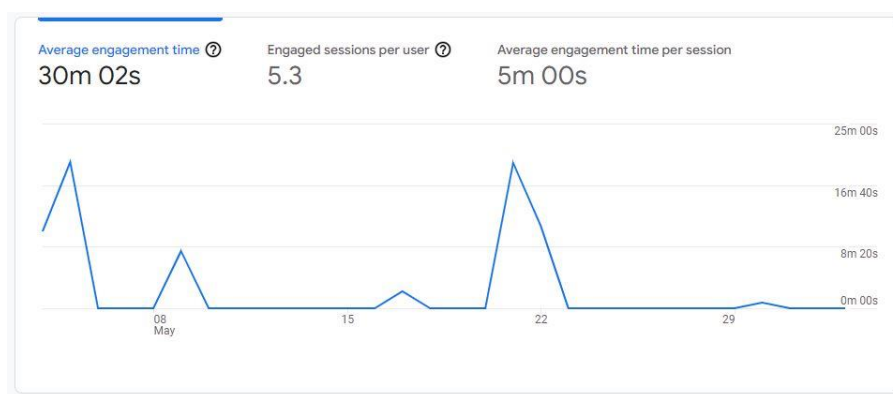 Average engagement time
30m 02s
Engaged sessions per user
5.3
Average engagement time per session
5m 00s
25m 00s
16m 40s
8m 20s
0m 00s
08
May
15
22
29